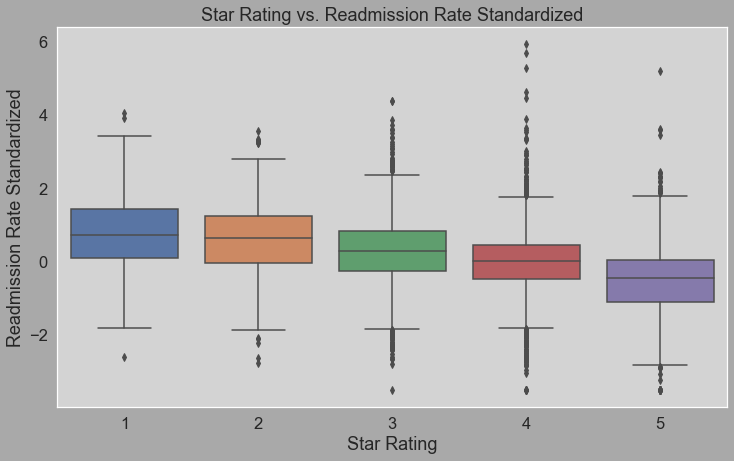 Star Rating vs. Readmission Rate Standardized
Readmission Rate Standardized
6
4
2
0
−2
1 2 3 4 5
Star Rating